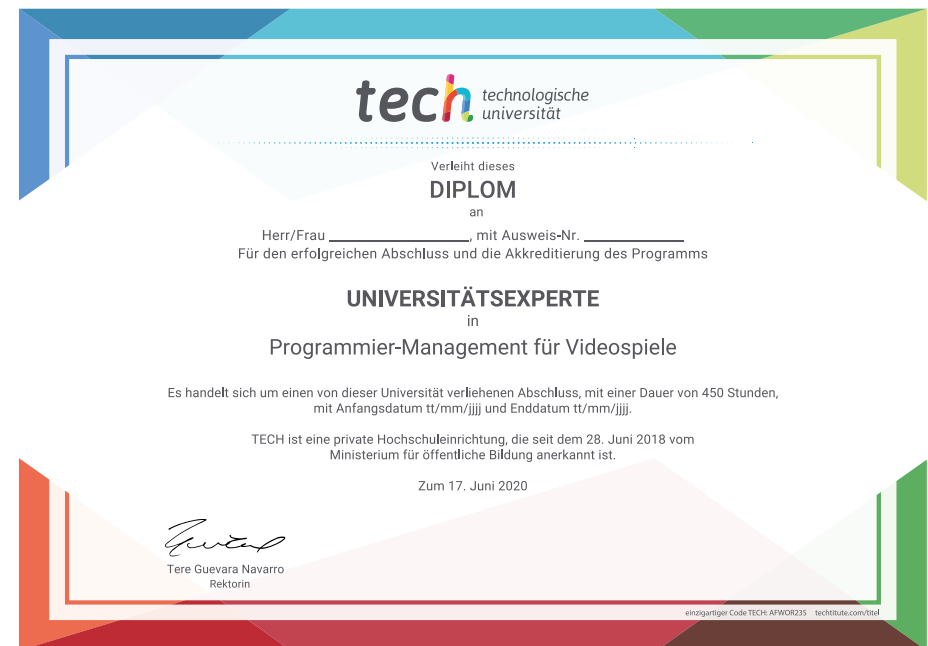 tech technologische
universität
Verleiht dieses
DIPLOM
an
Herr/Frau ____________________, mit Ausweis-Nr. ______________
Für den erfolgreichen Abschluss und die Akkreditierung des Programms
UNIVERSITÄTSEXPERTE
in
Programmier-Management für Videospiele
Es handelt sich um einen von dieser Universität verliehenen Abschluss, mit einer Dauer von 450 Stunden,
mit Anfangsdatum tt/mm/jjjj und Enddatum tt/mm/jjjj.
TECH ist eine private Hochschuleinrichtung, die seit dem 28. Juni 2018 vom
Ministerium für öffentliche Bildung anerkannt ist.
Zum 17. Juni 2020
Tere Guevara Navarro
Rektorin
einzigartiger Code TECH: AFWOR23S techtitute.com/titel